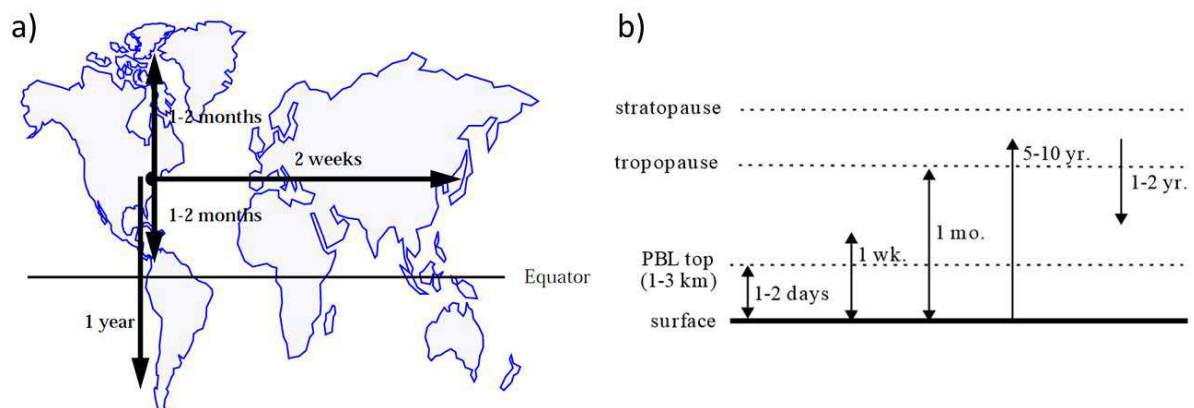 a)
1-2 months
2 weeks
1-2 months
Equator
1 year
b)
stratopause
tropopause
5-10 yr.
1-2 yr.
1 mo.
1 wk.
PBL top
(1-3 km)
1-2 days
surface